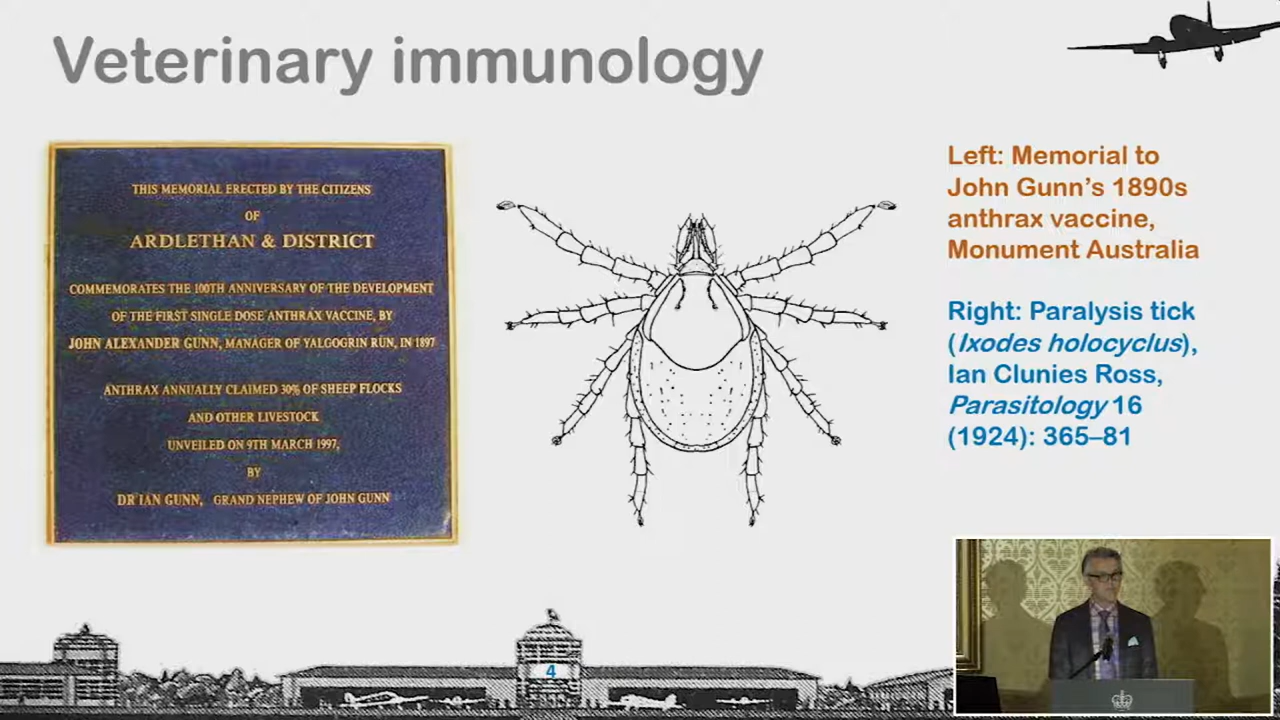 Veterinary immunology
THIS MEMORIAL ERECTED BY THE CITIZENS
OF
ARDLETHAN & DISTRICT
COMMEMORATES THE 100TH ANNIVERSARY OF THE DEVELOPMENT
OF THE FIRST SINGLE DOSE ANTHRAX VACCINE, BY
JOHN ALEXANDER GUNN, MANAGER OF YALGOGRIN RUN, IN 1897
ANTHRAX ANNUALLY CLAIMED 30% OF SHEEP FLOCKS
AND OTHER LIVESTOCK
UNVEILED ON 9TH MARCH 1997,
BY
DR IAN GUNN, GRAND NEPHEW OF JOHN GUNN
Left: Memorial to
John Gunn’s 1890s
anthrax vaccine,
Monument Australia
Right: Paralysis tick
(Ixodes holocyclus),
Ian Clunies Ross,
Parasitology 16
(1924): 365–81
4